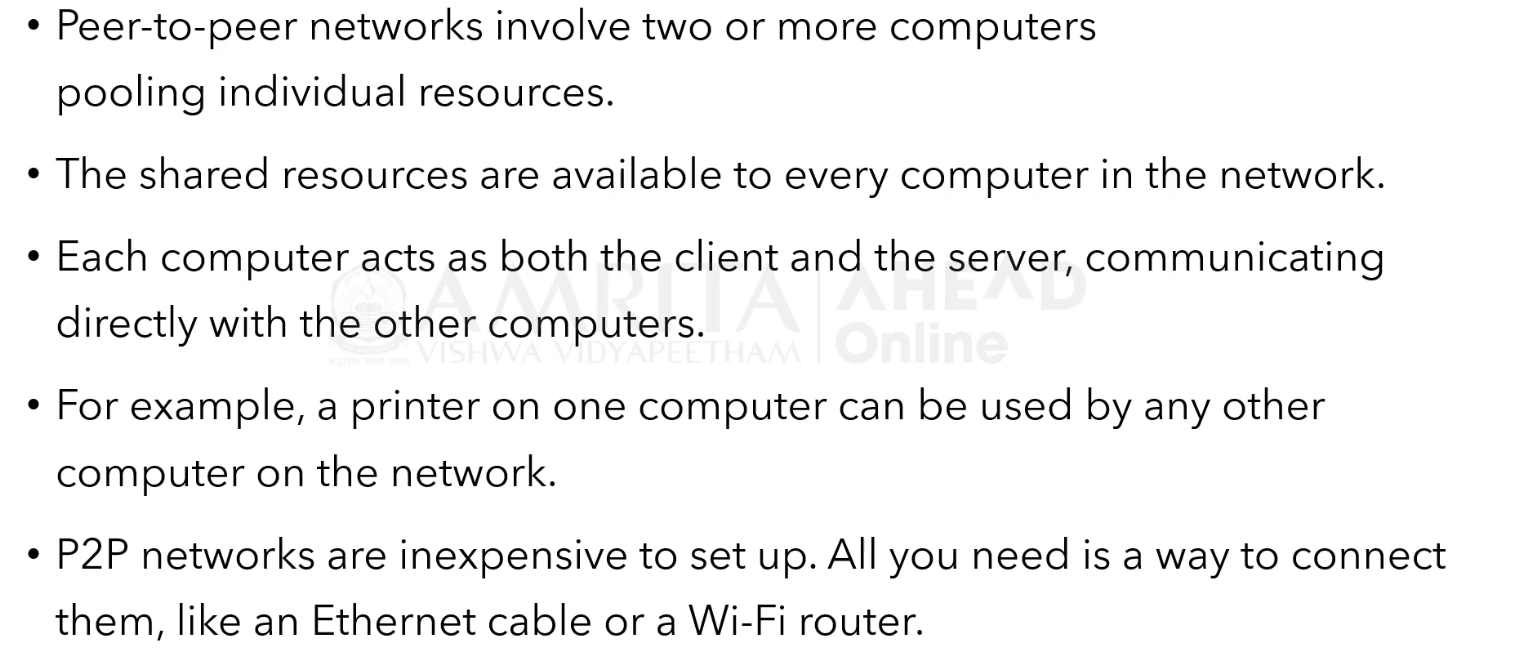 • Peer-to-peer networks involve two or more computers
pooling individual resources.
• The shared resources are available to every computer in the network.
• Each computer acts as both the client and the server, communicating
directly with the other computers.
AMRITA AHEAD
VISHWA VIDYAPEETHAM Online
• For example, a printer on one computer can be used by any other
computer on the network.
• P2P networks are inexpensive to set up. All you need is a way to connect
them, like an Ethernet cable or a Wi-Fi router.